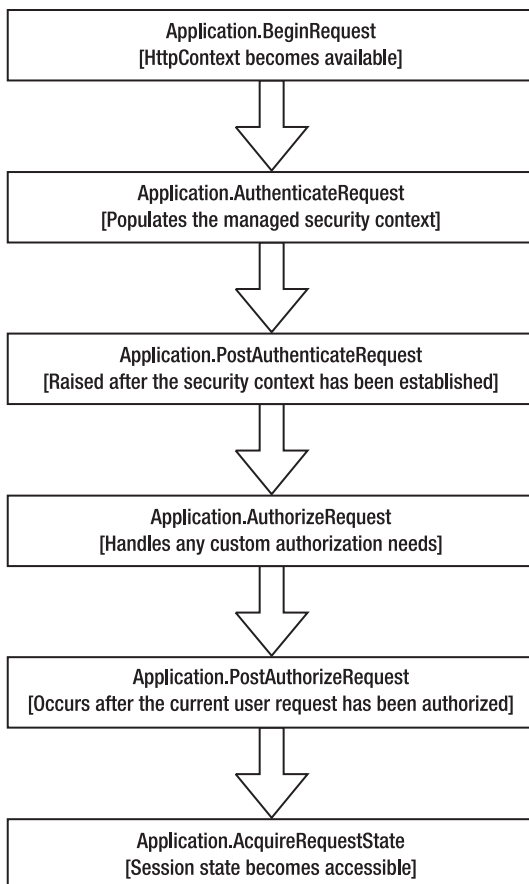 Application.BeginRequest
[HttpContext becomes available]
Application.AuthenticateRequest
[Populates the managed security context]
Application.PostAuthenticateRequest
[Raised after the security context has been established]
Application.AuthorizeRequest
[Handles any custom authorization needs]
Application.PostAuthorizeRequest
[Occurs after the current user request has been authorized]
Application.AcquireRequestState
[Session state becomes accessible]